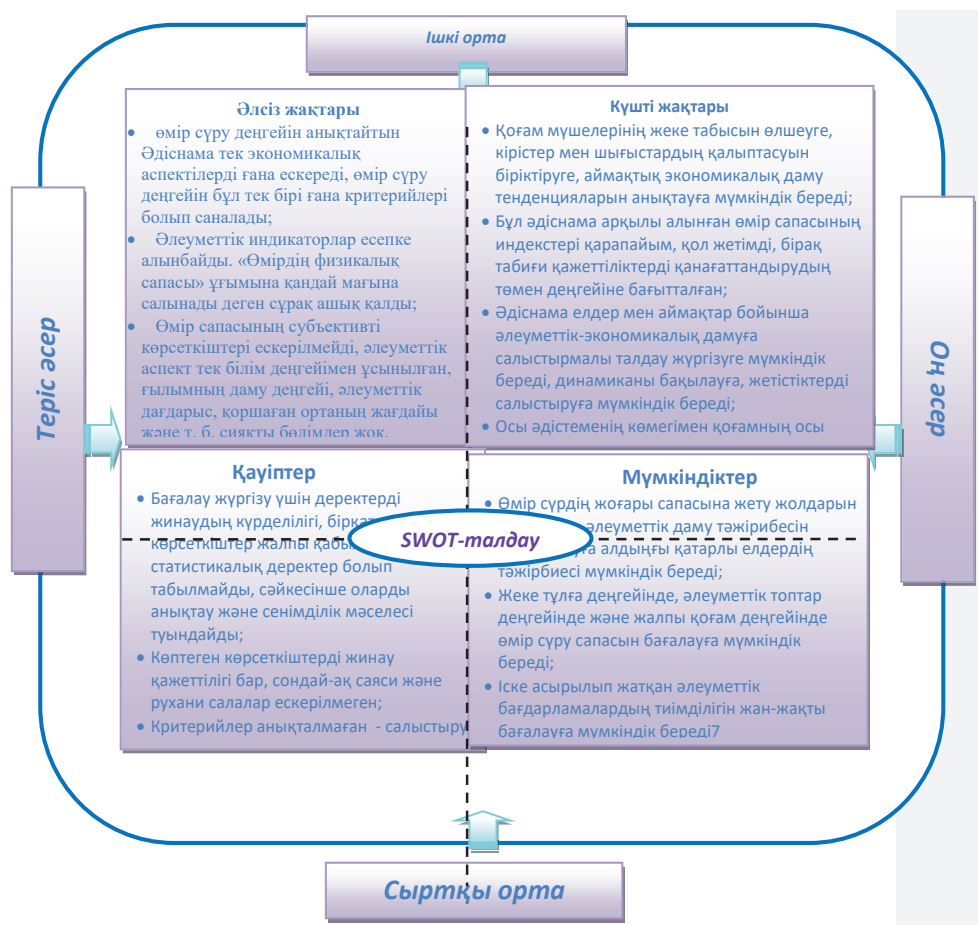 Ішкі орта
Әлсіз жақтары
• өмір сүру деңгейін анықтайтын
Әдіснама тек экономикалық
аспектілерді ғана ескереді, өмір сүру
деңгейін бұл тек бірі ғана критерийлері
болып саналады;
• Әлеуметтік индикаторлар есепке
алынбайды. «Өмірдің физикалық
сапасы» ұғымына қандай мағына
салынады деген сұрақ ашық қалды;
• Өмір сапасының субъективті
көрсеткіштері ескерілмейді, әлеуметтік
аспект тек білім деңгейімен ұсынылған,
ғылымның даму деңгейі, әлеуметтік
дағдарыс, қоршаған ортаның жағдайы
және т. б. сияқты бөлімдер жоқ.
Күшті жақтары
• Қоғам мүшелерінің жеке табысын өлшеуге,
кірістер мен шығыстардың қалыптасуын
біріктіруге, аймақтық экономикалық даму
тенденцияларын анықтауға мүмкіндік береді;
• Бұл әдіснама арқылы алынған өмір сапасының
индекстері қарапайым, қол жетімді, бірақ
табиғи қажеттіліктерді қанағаттандырудың
төмен деңгейіне бағытталған;
• Әдіснама елдер мен аймақтар бойынша
әлеуметтік-экономикалық дамуға
салыстырмалы талдау жүргізуге мүмкіндік
береді, динамиканы бақылауға, жетістіктерді
салыстыруға мүмкіндік береді;
• Осы әдістеменің көмегімен қоғамның осы
Теріс әсер
Оң әсер
Қауіптер
• Бағалау жүргізу үшін деректерді
жинаудың күрделілігі,
көрсеткіштер жалпы
статистикалық деректер болып
табылмайды, сәйкесінше оларды
анықтау және сенімділік мәселесі
туындайды;
• Көптеген көрсеткіштерді жинау
қажеттілігі бар, сондай-ақ саяси және
рухани салалар ескерілмеген;
• Критерийлер анықталмаған - салыстыру
Мүмкіндіктер
• Өмір сүрдің жоғары сапасына жету жолдарын
әлеуметтік даму тәжірибесін
алдыңғы қатарлы елдердің
тәжірбиесі мүмкіндік береді;
• Жеке тұлға деңгейінде, әлеуметтік топтар
деңгейінде және жалпы қоғам деңгейінде
өмір сүру сапасын бағалауға мүмкіндік
береді;
• Іске асырылып жатқан әлеуметтік
бағдарламалардың тиімділігін жан-жақты
бағалауға мүмкіндік береді7
SWOT-талдау
Сыртқы орта